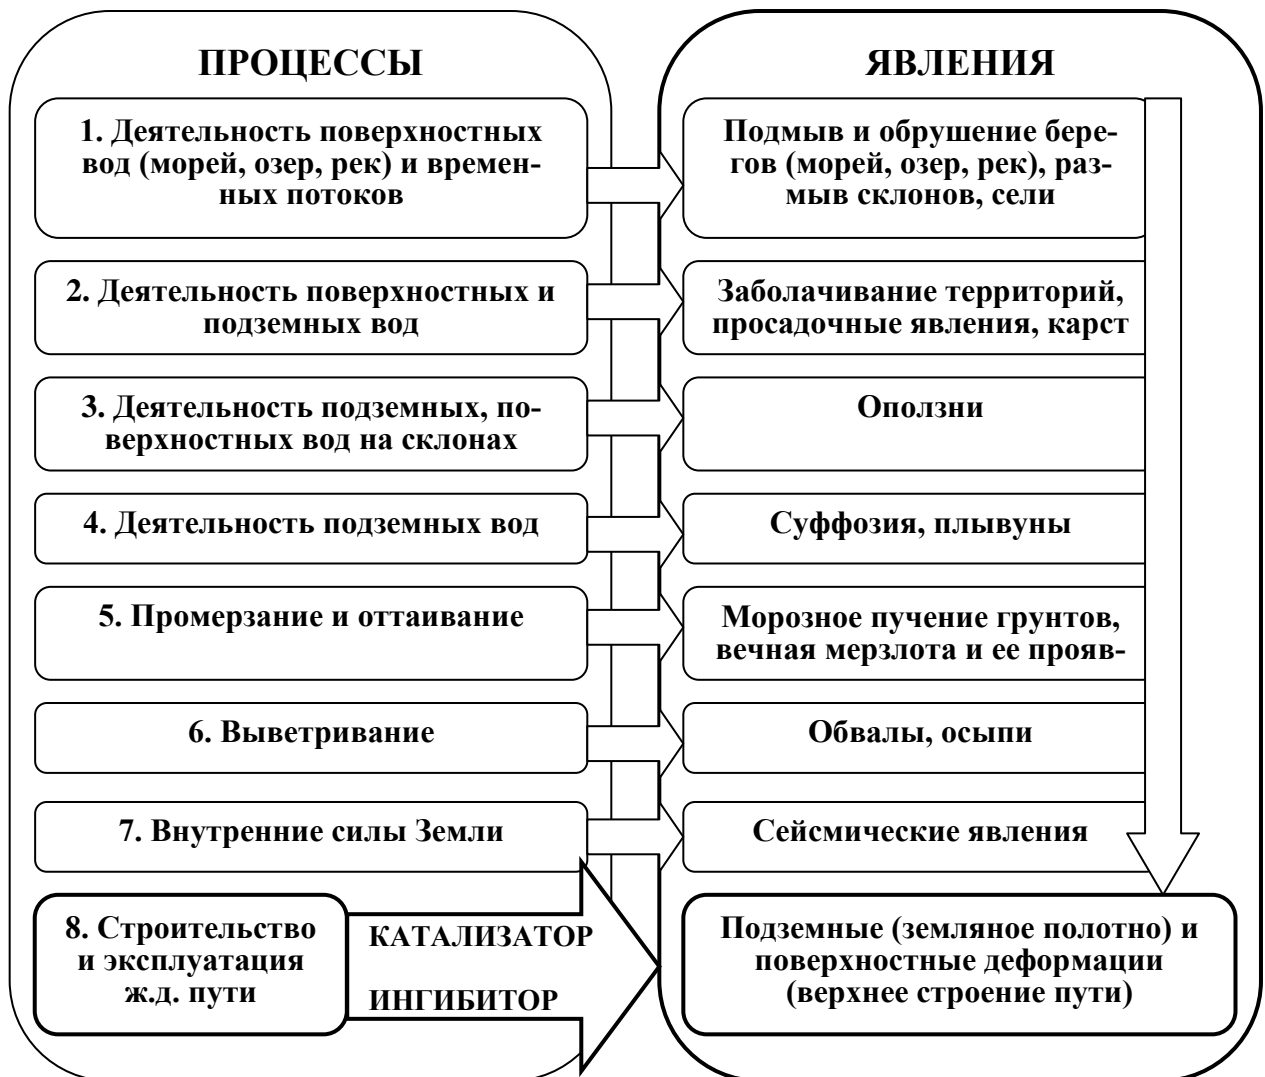 ПРОЦЕССЫ
ЯВЛЕНИЯ
1. Деятельность поверхностных
вод (морей, озер, рек) и времен-
ных потоков
Подмыв и обрушение бере-
гов (морей, озер, рек), раз-
мыв склонов, сели
2. Деятельность поверхностных и
подземных вод
Заболачивание территорий,
просадочные явления, карст
3. Деятельность подземных, по-
верхностных вод на склонах
Оползни
4. Деятельность подземных вод
Суффозия, плывуны
5. Промерзание и оттаивание
Морозное пучение грунтов,
вечная мерзлота и ее прояв-
6. Выветривание
Обвалы, осыпи
7. Внутренние силы Земли
Сейсмические явления
8. Строительство
и эксплуатация
ж.д. пути
КАТАЛИЗАТОР
ИНГИБИТОР
Подземные (земляное полотно) и
поверхностные деформации
(верхнее строение пути)